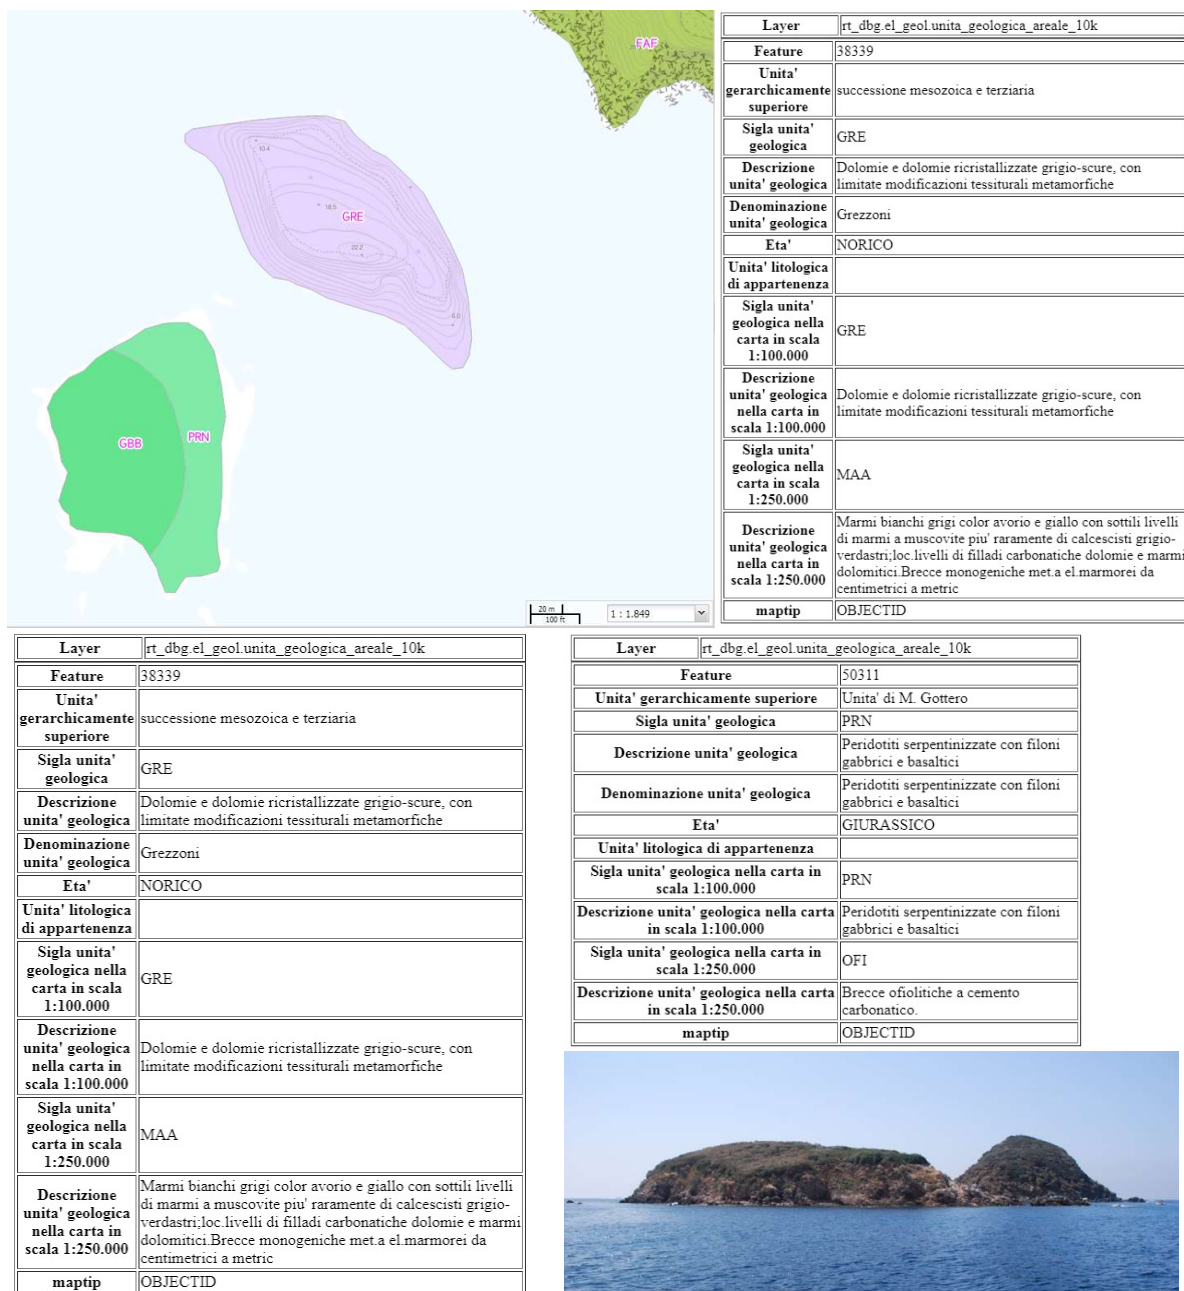 FAF
10.4
18.5
GRE
22.2
6.0
GBB
PRN
20 m
100 ft
1 : 1.849
Layer rt_dbg.el_geol.unita_geologica_areale_10k
Feature 38339
Unita'
gerarchicamente successione mesozoica e terziaria
superiore
Sigla unita' GRE
geologica
Descrizione Dolomie e dolomie ricristallizzate grigio-scure, con
unita' geologica limitate modificazioni tessiturali metamorfiche
Denominazione Grezzoni
unita' geologica
Eta' NORICO
Unita' litologica
di appartenenza
Sigla unita'
geologica nella GRE
carta in scala
1:100.000
Descrizione
unita' geologica Dolomie e dolomie ricristallizzate grigio-scure, con
nella carta in limitate modificazioni tessiturali metamorfiche
scala 1:100.000
Sigla unita'
geologica nella MAA
carta in scala
1:250.000
Marmi bianchi grigi color avorio e giallo con sottili livelli
Descrizione di marmi a muscovite piu' raramente di calcescisti grigio-
unita' geologica verdastri;loc.livelli di filladi carbonatiche dolomie e marmi
nella carta in dolomitici.Brecce monogeniche met.a el.marmorei da
scala 1:250.000 centimetrici a metric
maptip OBJECTID
Layer rt_dbg.el_geol.unita_geologica_areale_10k
Feature 38339
Unita'
gerarchicamente successione mesozoica e terziaria
superiore
Sigla unita' GRE
geologica
Descrizione Dolomie e dolomie ricristallizzate grigio-scure, con
unita' geologica limitate modificazioni tessiturali metamorfiche
Denominazione Grezzoni
unita' geologica
Eta' NORICO
Unita' litologica
di appartenenza
Sigla unita'
geologica nella GRE
carta in scala
1:100.000
Descrizione
unita' geologica Dolomie e dolomie ricristallizzate grigio-scure, con
nella carta in limitate modificazioni tessiturali metamorfiche
scala 1:100.000
Sigla unita'
geologica nella MAA
carta in scala
1:250.000
Marmi bianchi grigi color avorio e giallo con sottili livelli
Descrizione di marmi a muscovite piu' raramente di calcescisti grigio-
unita' geologica verdastri;loc.livelli di filladi carbonatiche dolomie e marmi
nella carta in dolomitici.Brecce monogeniche met.a el.marmorei da
scala 1:250.000 centimetrici a metric
maptip OBJECTID
Layer rt_dbg.el_geol.unita_geologica_areale_10k
Feature 50311
Unita' gerarchicamente superiore Unita' di M. Gottero
Sigla unita' geologica PRN
Descrizione unita' geologica Peridotiti serpentinizzate con filoni
gabbrici e basaltici
Denominazione unita' geologica Peridotiti serpentinizzate con filoni
gabbrici e basaltici
Eta' GIURASSICO
Unita' litologica di appartenenza
Sigla unita' geologica nella carta in PRN
scala 1:100.000
Descrizione unita' geologica nella carta Peridotiti serpentinizzate con filoni
in scala 1:100.000 gabbrici e basaltici
Sigla unita' geologica nella carta in OFI
scala 1:250.000
Descrizione unita' geologica nella carta Brecce ofiolitiche a cemento
in scala 1:250.000 carbonatico.
maptip OBJECTID